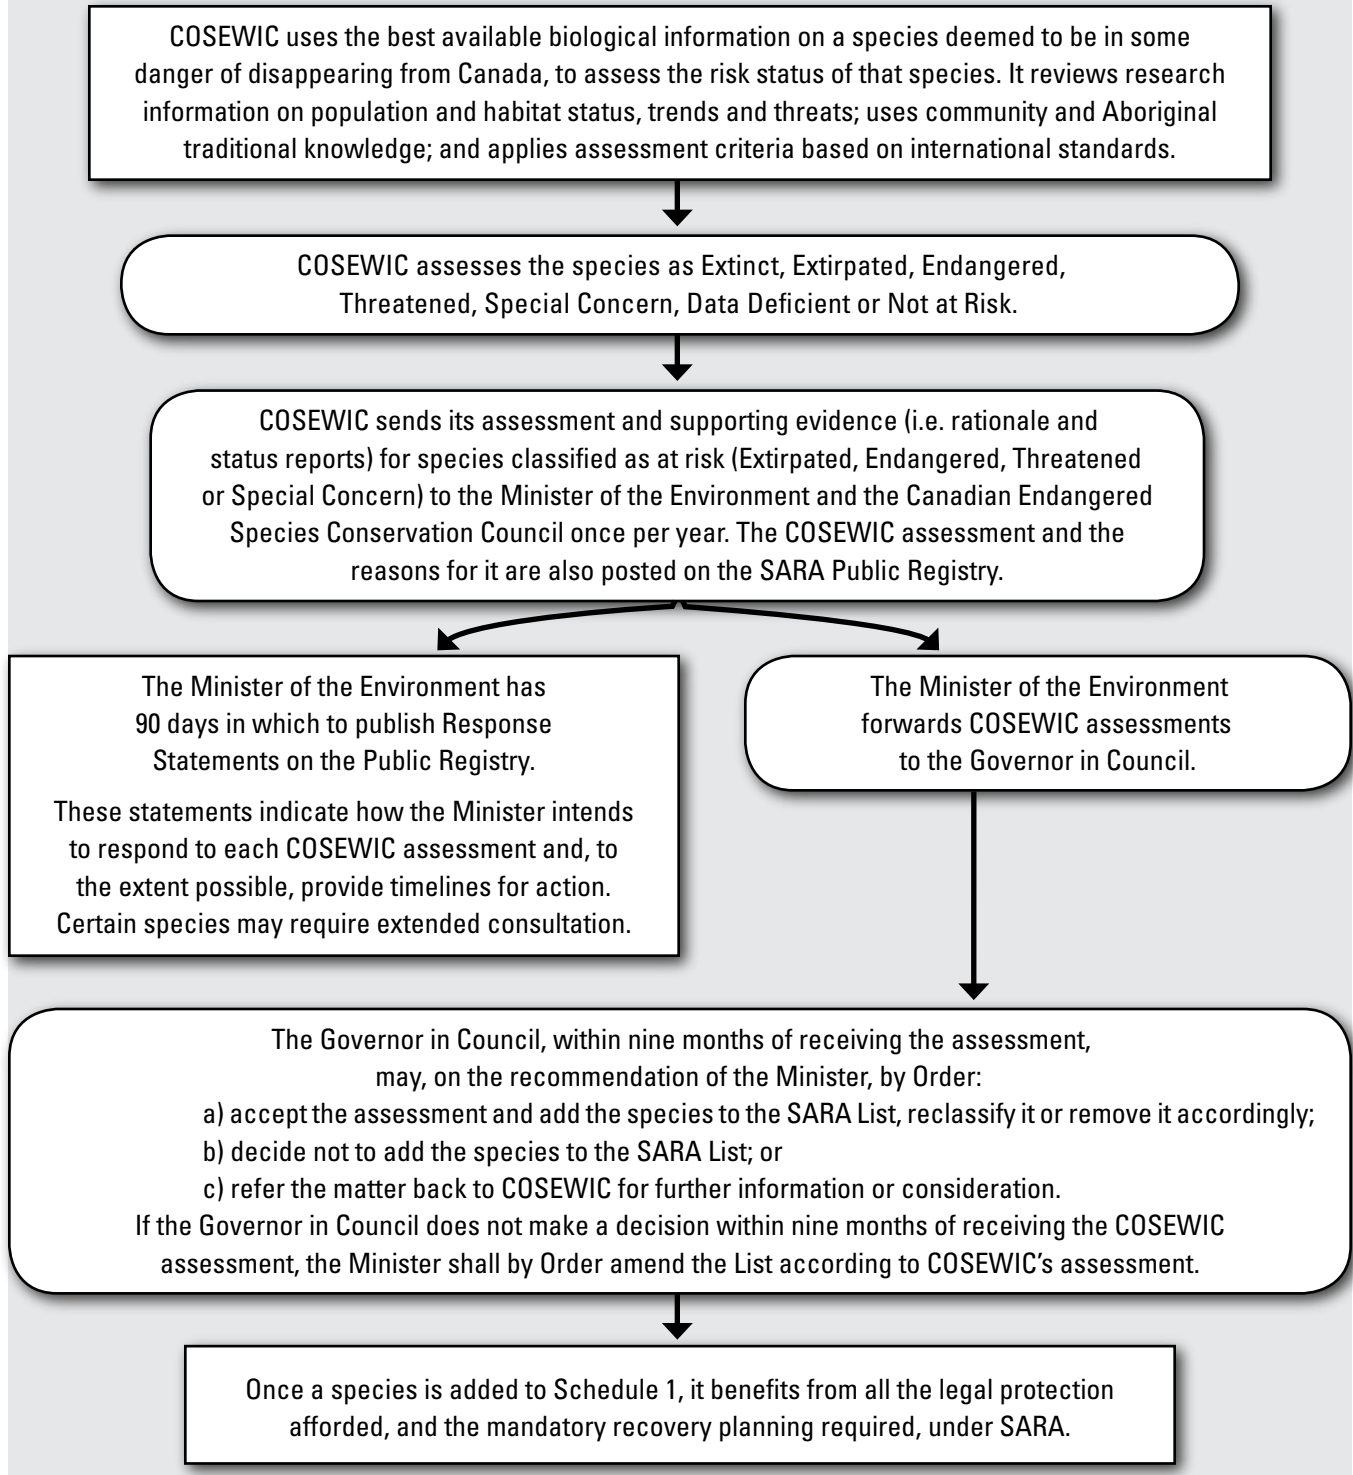 COSEWIC uses the best available biological information on a species deemed to be in some
danger of disappearing from Canada, to assess the risk status of that species. It reviews research
information on population and habitat status, trends and threats; uses community and Aboriginal
traditional knowledge; and applies assessment criteria based on international standards.
COSEWIC assesses the species as Extinct, Extirpated, Endangered,
Threatened, Special Concern, Data Deficient or Not at Risk.
COSEWIC sends its assessment and supporting evidence (i.e. rationale and
status reports) for species classified as at risk (Extirpated, Endangered, Threatened
or Special Concern) to the Minister of the Environment and the Canadian Endangered
Species Conservation Council once per year. The COSEWIC assessment and the
reasons for it are also posted on the SARA Public Registry.
The Minister of the Environment has
90 days in which to publish Response
Statements on the Public Registry.
These statements indicate how the Minister intends
to respond to each COSEWIC assessment and, to
the extent possible, provide timelines for action.
Certain species may require extended consultation.
The Minister of the Environment
forwards COSEWIC assessments
to the Governor in Council.
The Governor in Council, within nine months of receiving the assessment,
may, on the recommendation of the Minister, by Order:
a) accept the assessment and add the species to the SARA List, reclassify it or remove it accordingly;
b) decide not to add the species to the SARA List; or
c) refer the matter back to COSEWIC for further information or consideration.
If the Governor in Council does not make a decision within nine months of receiving the COSEWIC
assessment, the Minister shall by Order amend the List according to COSEWIC's assessment.
Once a species is added to Schedule 1, it benefits from all the legal protection
afforded, and the mandatory recovery planning required, under SARA.